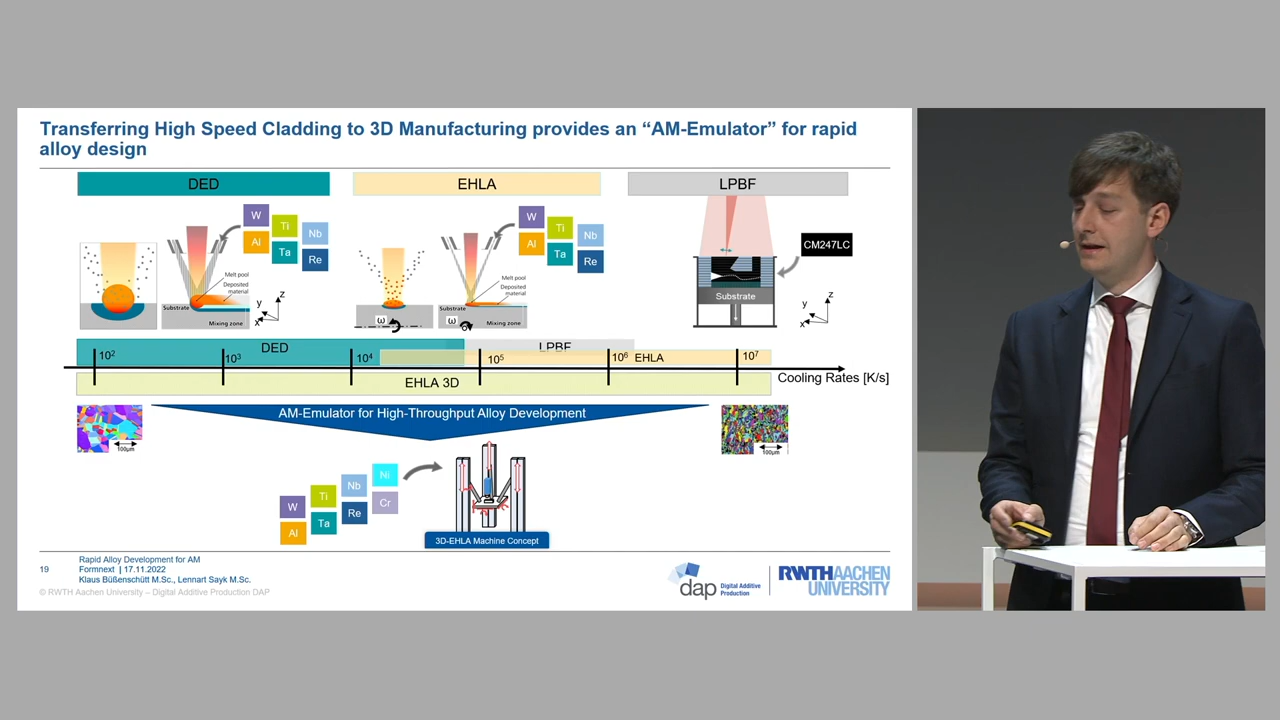 Transferring High Speed Cladding to 3D Manufacturing provides an “AM-Emulator” for rapid
alloy design
DED
EHLA
LPBF
W
Ti
Nb
Al
Ta
Re
Melt pool
Deposited
material
Substrate
Mixing zone
y
z
x
W
Ti
Nb
Al
Ta
Re
Melt pool
Deposited
material
Substrate
Mixing zone
ω
ω
CM247LC
Substrate
y
z
x
DED
LPBF
10²
10³
10⁴
10⁵
10⁶
EHLA
10⁷
Cooling Rates [K/s]
EHLA 3D
AM-Emulator for High-Throughput Alloy Development
100µm
100µm
W
Ti
Nb
Ni
Al
Ta
Re
Cr
3D-EHLA Machine Concept
19
Rapid Alloy Development for AM
Formnext | 17.11.2022
Klaus Büßenschütt M.Sc., Lennart Sayk M.Sc.
© RWTH Aachen University – Digital Additive Production DAP
dap
Digital Additive
Production
RWTHAACHEN
UNIVERSITY